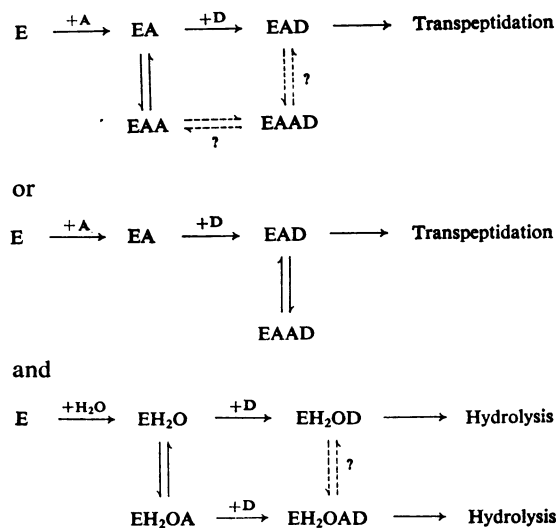 E +A EA +D EAD Transpeptidation
?
EAA ? EAAD
or
E +A EA +D EAD Transpeptidation
EAAD
and
E +H₂O EH₂O +D EH₂OD Hydrolysis
?
EH₂OA +D EH₂OAD Hydrolysis